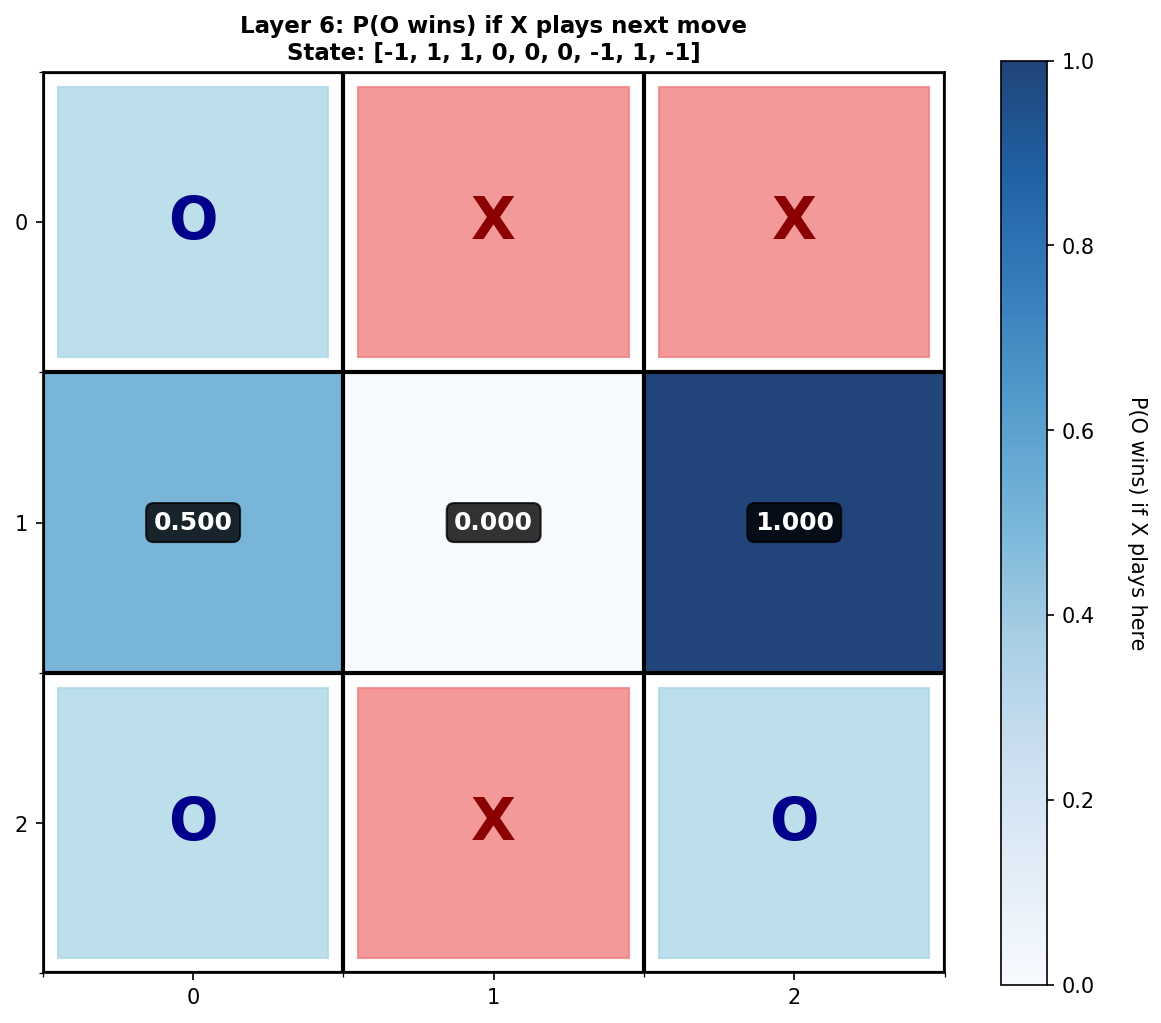 Layer 6: P(O wins) if X plays next move
State: [-1, 1, 1, 0, 0, 0, -1, 1, -1]
0
O
X
X
1
0.500
0.000
1.000
2
O
X
O
0
1
2
1.0
0.8
0.6
0.4
0.2
0.0
P(O wins) if X plays here